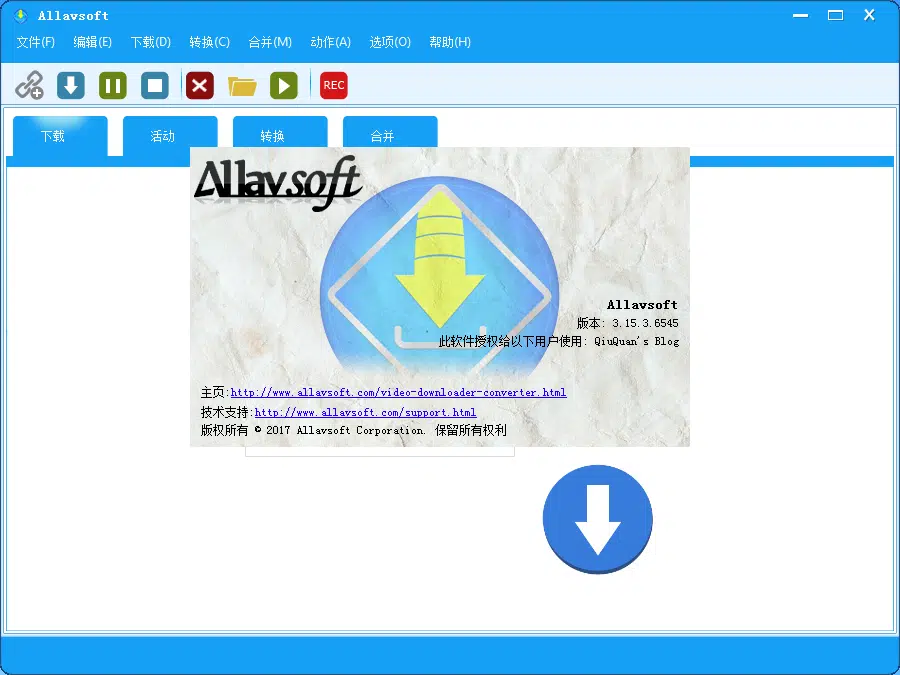 Allavsoft
文件(F) 编辑(E) 下载(D) 转换(C) 合并(M) 动作(A) 选项(O) 帮助(H)
REC
下载 活动 转换 合并
Allavsoft
Allavsoft
版本: 3.15.3.6545
此软件授权给以下用户使用: QiuQuan's Blog
主页:http://www.allavsoft.com/video-downloader-converter.html
技术支持:http://www.allavsoft.com/support.html
版权所有 © 2017 Allavsoft Corporation. 保留所有权利